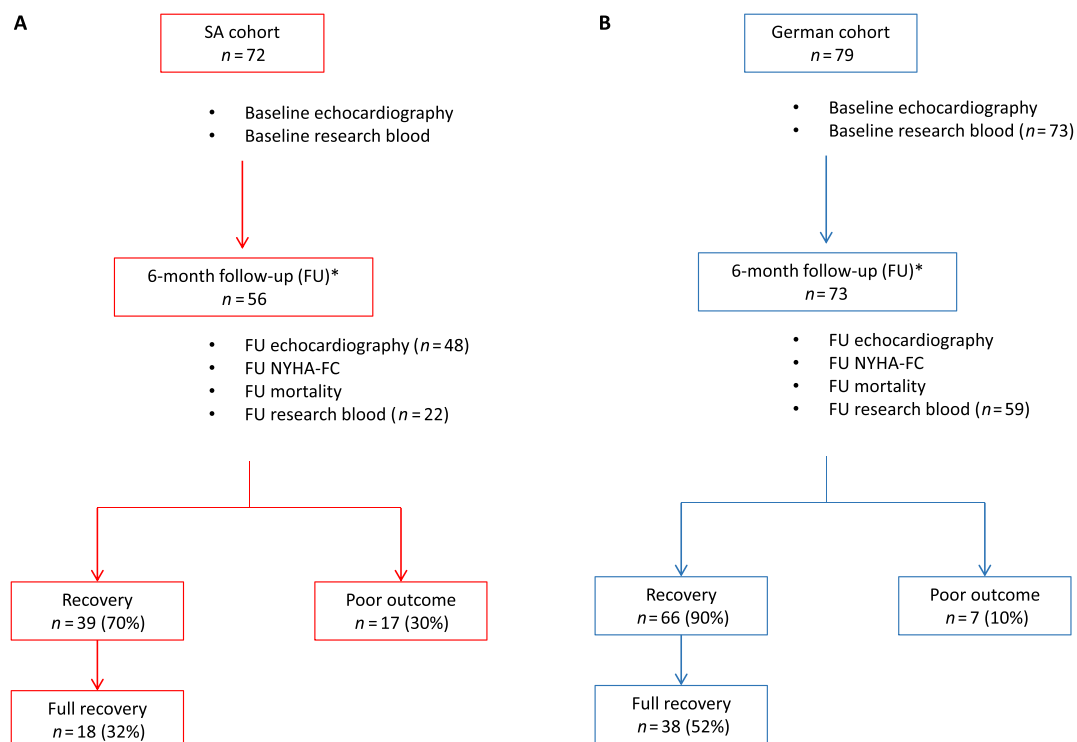 A
SA cohort
n = 72
• Baseline echocardiography
• Baseline research blood
6-month follow-up (FU)*
n = 56
• FU echocardiography (n = 48)
• FU NYHA-FC
• FU mortality
• FU research blood (n = 22)
Recovery
n = 39 (70%)
Poor outcome
n = 17 (30%)
Full recovery
n = 18 (32%)
B
German cohort
n = 79
• Baseline echocardiography
• Baseline research blood (n = 73)
6-month follow-up (FU)*
n = 73
• FU echocardiography
• FU NYHA-FC
• FU mortality
• FU research blood (n = 59)
Recovery
n = 66 (90%)
Poor outcome
n = 7 (10%)
Full recovery
n = 38 (52%)